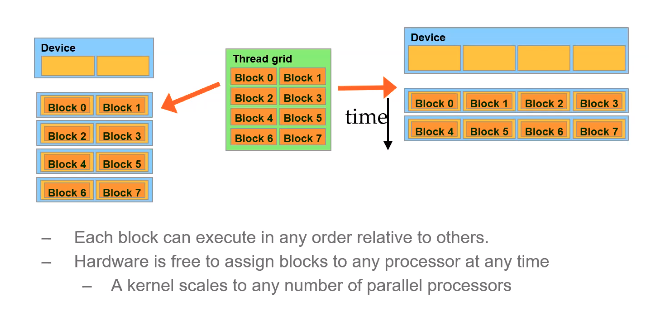 Device
Block 0 Block 1
Block 2 Block 3
Block 4 Block 5
Block 6 Block 7
Thread grid
Block 0 Block 1
Block 2 Block 3
Block 4 Block 5
Block 6 Block 7
time
Device
Block 0 Block 1 Block 2 Block 3
Block 4 Block 5 Block 6 Block 7
– Each block can execute in any order relative to others.
– Hardware is free to assign blocks to any processor at any time
– A kernel scales to any number of parallel processors